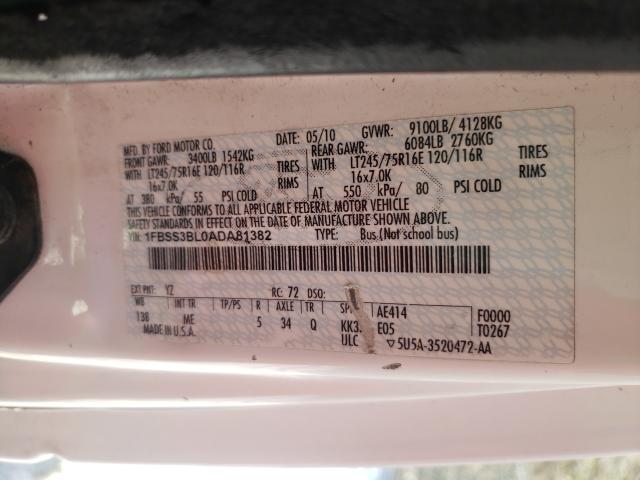 MFD. BY FORD MOTOR CO. DATE: 05/10 GVWR: 9100LB/ 4128KG
FRONT GAWR: 3400LB 1542KG REAR GAWR: 6084LB 2760KG
WITH LT245/75R16E 120/116R TIRES WITH LT245/75R16E 120/116R TIRES
16x7.0K RIMS 16x7.0K RIMS
AT 380 kPa/ 55 PSI COLD AT 550 kPa/ 80 PSI COLD
THIS VEHICLE CONFORMS TO ALL APPLICABLE FEDERAL MOTOR VEHICLE
SAFETY STANDARDS IN EFFECT ON THE DATE OF MANUFACTURE SHOWN ABOVE.
VIN: 1FBSS3BL0ADA81382 TYPE: Bus (Not school bus)
EXT PNT: YZ RC: 72 DSO:
WB INT TR TP/PS R AXLE TR AE414 F0000
138 ME 5 34 Q KK3. E05 T0267
MADE IN U.S.A. ULC ▽5U5A-3520472-AA